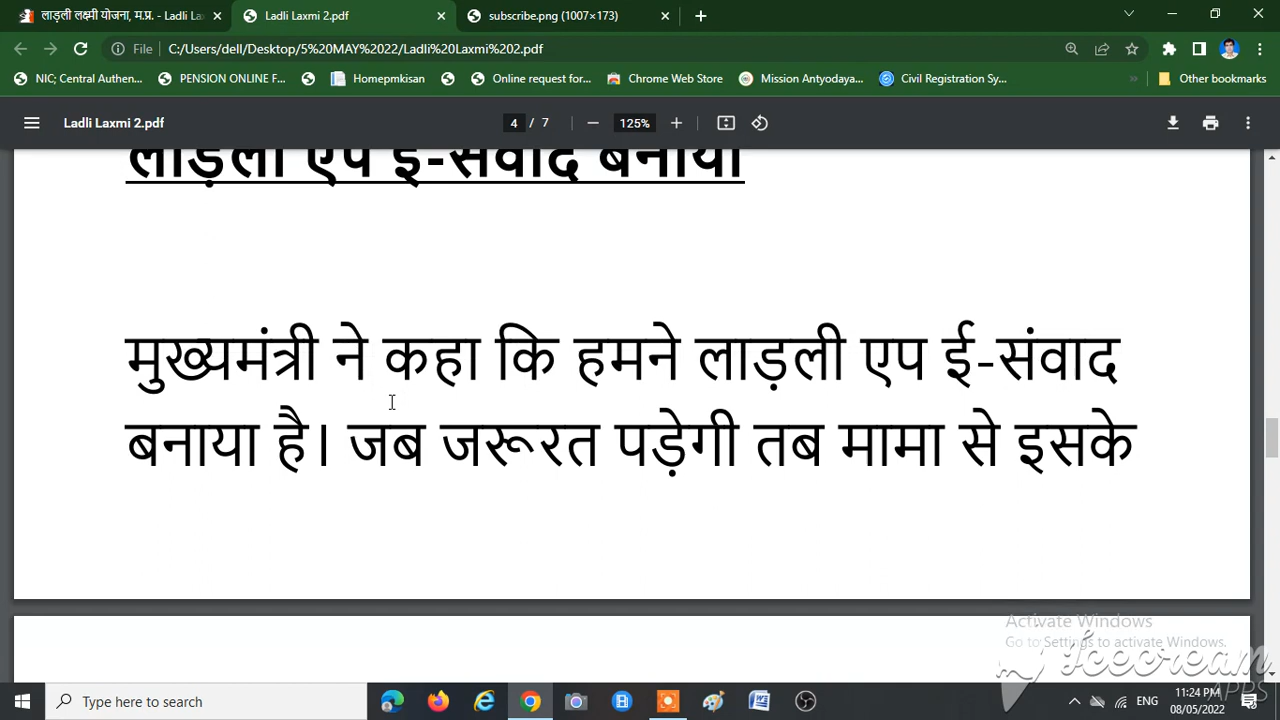 लाड़ली लक्ष्मी योजना, म.प्र. - Ladli La
Ladli Laxmi 2.pdf
subscribe.png (1007×173)
File
C:/Users/dell/Desktop/5%20MAY%2022/Ladli%20Laxmi%202.pdf
NIC; Central Authen...
PENSION ONLINE F...
Homepmkisan
Online request for...
Chrome Web Store
Mission Antyodaya...
Civil Registration Sy...
Other bookmarks
Ladli Laxmi 2.pdf
4 / 7
125%
लाड़ली एप ई-संवाद बनाया
मुख्यमंत्री ने कहा कि हमने लाड़ली एप ई-संवाद
बनाया है। जब जरूरत पड़ेगी तब मामा से इसके
Activate Windows
Go to Settings to activate Windows.
Icecream
APPS
Type here to search
ENG
11:24 PM
08/05/2022